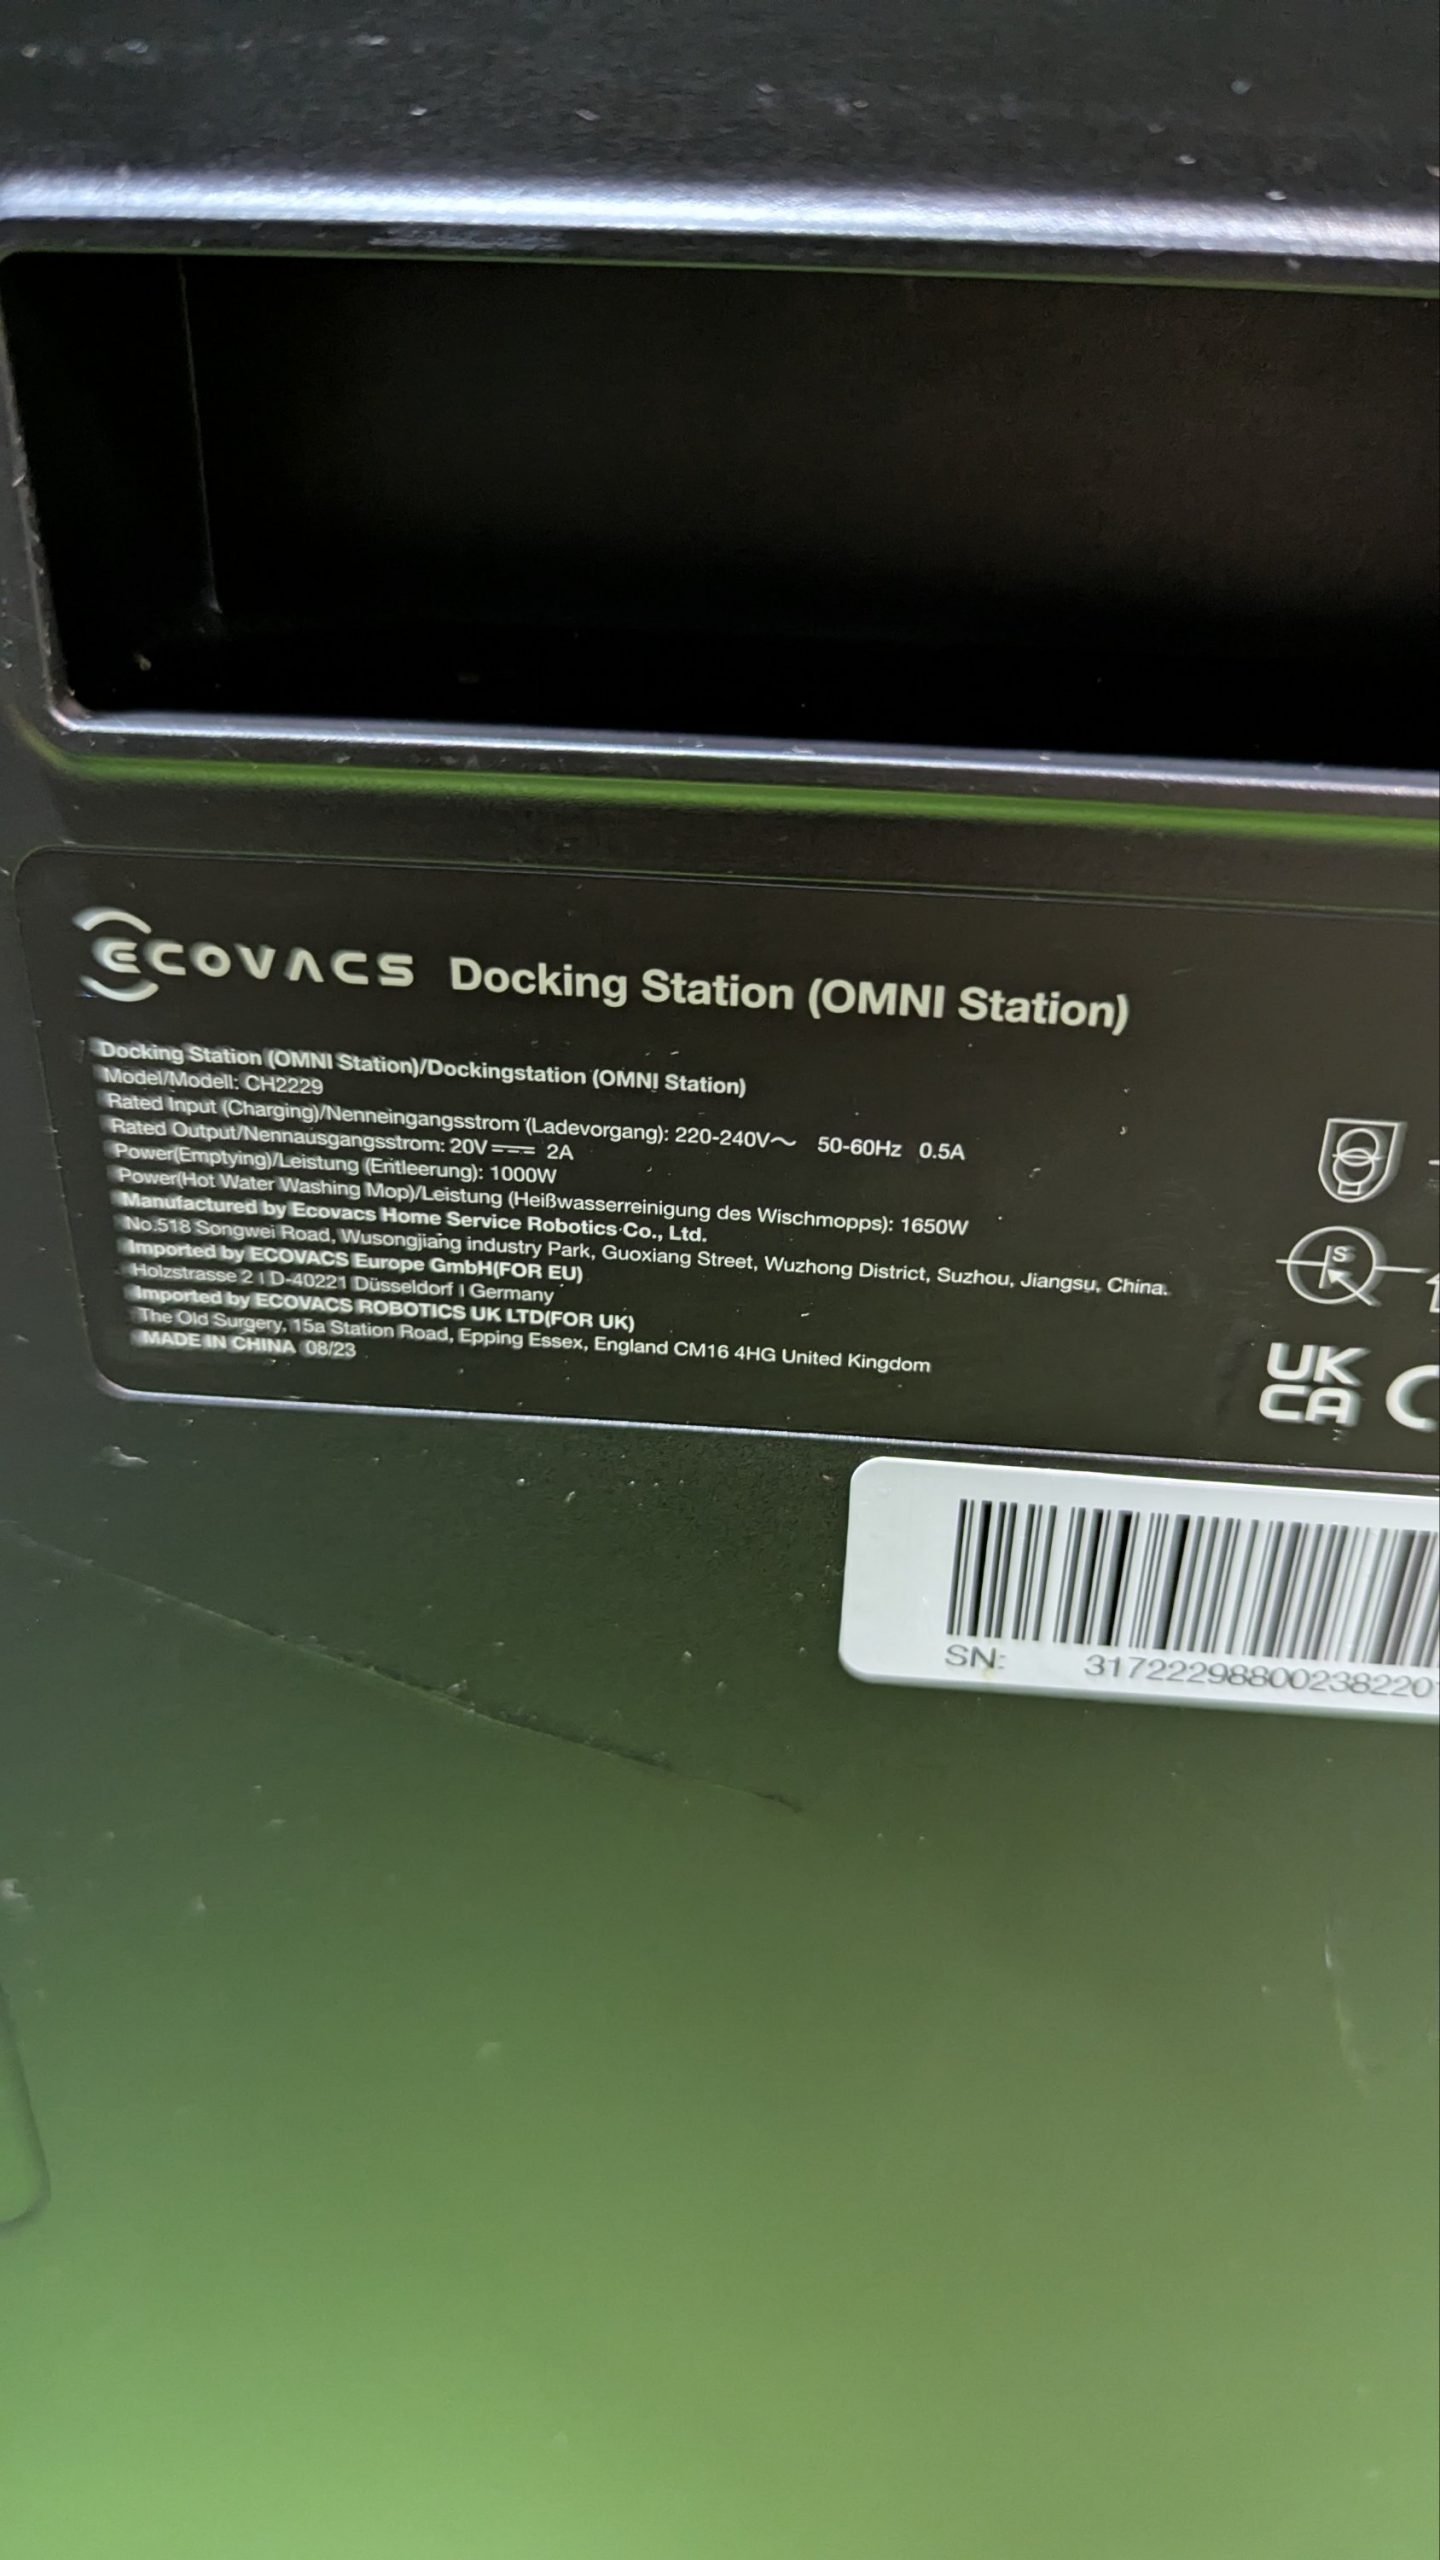 ECOVACS Docking Station (OMNI Station)
Docking Station (OMNI Station)/Dockingstation (OMNI Station)
Model/Modell: CH2229
Rated Input (Charging)/Nenneingangsstrom (Ladevorgang): 220-240V～ 50-60Hz 0.5A
Rated Output/Nennausgangsstrom: 20V⎓ 2A
Power(Emptying)/Leistung (Entleerung): 1000W
Power(Hot Water Washing Mop)/Leistung (Heißwasserreinigung des Wischmopps): 1650W
Manufactured by Ecovacs Home Service Robotics Co., Ltd.
No.518 Songwei Road, Wusongjiang industry Park, Guoxiang Street, Wuzhong District, Suzhou, Jiangsu, China.
Imported by ECOVACS Europe GmbH(FOR EU)
Holzstrasse 2 I D-40221 Düsseldorf I Germany
Imported by ECOVACS ROBOTICS UK LTD(FOR UK)
The Old Surgery, 15a Station Road, Epping Essex, England CM16 4HG United Kingdom
MADE IN CHINA 08/23
IS
UK
CA
SN: 31722298800238220